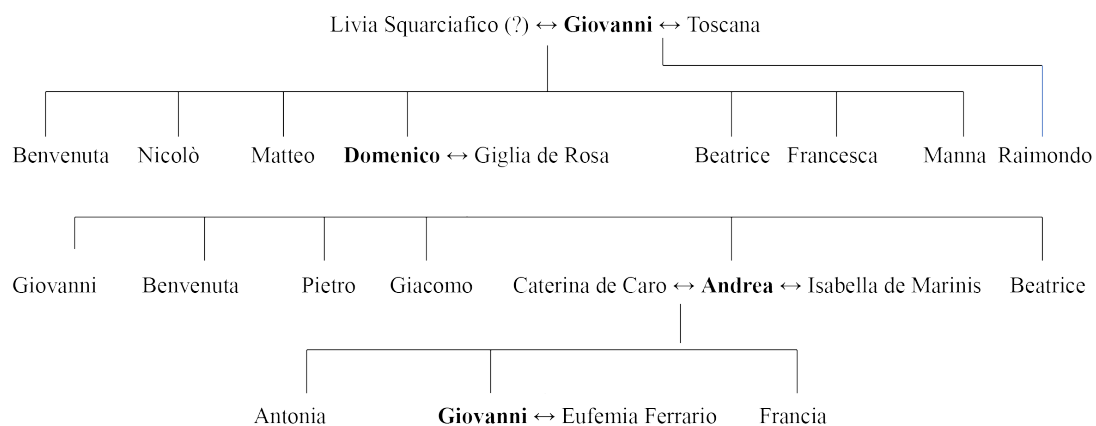 Livia Squarciafico (?) ↔ Giovanni ↔ Toscana
Benvenuta Nicolò Matteo Domenico ↔ Giglia de Rosa Beatrice Francesca Manna Raimondo
Giovanni Benvenuta Pietro Giacomo Caterina de Caro ↔ Andrea ↔ Isabella de Marinis Beatrice
Antonia Giovanni ↔ Eufemia Ferrario Francia